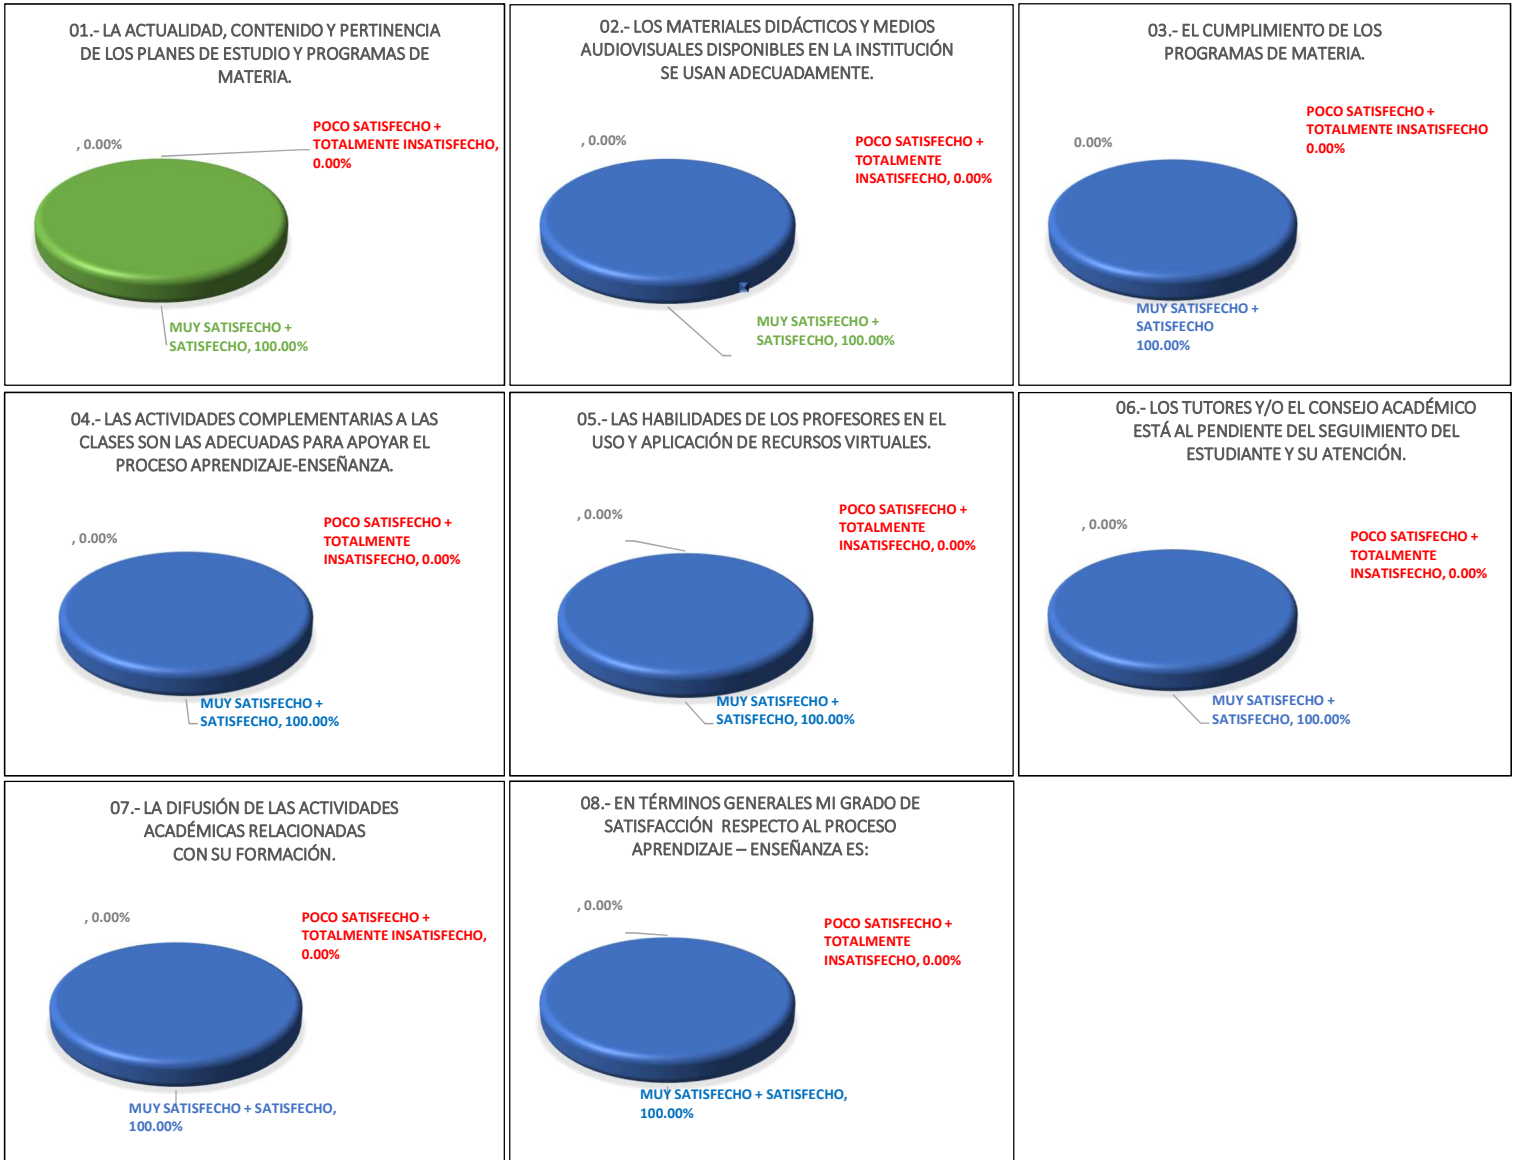 01.- LA ACTUALIDAD, CONTENIDO Y PERTINENCIA
DE LOS PLANES DE ESTUDIO Y PROGRAMAS DE
MATERIA.
, 0.00%
POCO SATISFECHO +
TOTALMENTE INSATISFECHO,
0.00%
MUY SATISFECHO +
SATISFECHO, 100.00%
02.- LOS MATERIALES DIDÁCTICOS Y MEDIOS
AUDIOVISUALES DISPONIBLES EN LA INSTITUCIÓN
SE USAN ADECUADAMENTE.
, 0.00%
POCO SATISFECHO +
TOTALMENTE
INSATISFECHO, 0.00%
MUY SATISFECHO +
SATISFECHO, 100.00%
03.- EL CUMPLIMIENTO DE LOS
PROGRAMAS DE MATERIA.
0.00%
POCO SATISFECHO +
TOTALMENTE INSATISFECHO
0.00%
MUY SATISFECHO +
SATISFECHO
100.00%
04.- LAS ACTIVIDADES COMPLEMENTARIAS A LAS
CLASES SON LAS ADECUADAS PARA APOYAR EL
PROCESO APRENDIZAJE-ENSEÑANZA.
, 0.00%
POCO SATISFECHO +
TOTALMENTE
INSATISFECHO, 0.00%
MUY SATISFECHO +
SATISFECHO, 100.00%
05.- LAS HABILIDADES DE LOS PROFESORES EN EL
USO Y APLICACIÓN DE RECURSOS VIRTUALES.
, 0.00%
POCO SATISFECHO +
TOTALMENTE
INSATISFECHO, 0.00%
MUY SATISFECHO +
SATISFECHO, 100.00%
06.- LOS TUTORES Y/O EL CONSEJO ACADÉMICO
ESTÁ AL PENDIENTE DEL SEGUIMIENTO DEL
ESTUDIANTE Y SU ATENCIÓN.
, 0.00%
POCO SATISFECHO +
TOTALMENTE
INSATISFECHO, 0.00%
MUY SATISFECHO +
SATISFECHO, 100.00%
07.- LA DIFUSIÓN DE LAS ACTIVIDADES
ACADÉMICAS RELACIONADAS
CON SU FORMACIÓN.
, 0.00%
POCO SATISFECHO +
TOTALMENTE INSATISFECHO,
0.00%
MUY SATISFECHO + SATISFECHO,
100.00%
08.- EN TÉRMINOS GENERALES MI GRADO DE
SATISFACCIÓN  RESPECTO AL PROCESO
APRENDIZAJE – ENSEÑANZA ES:
, 0.00%
POCO SATISFECHO +
TOTALMENTE
INSATISFECHO, 0.00%
MUY SATISFECHO + SATISFECHO,
100.00%